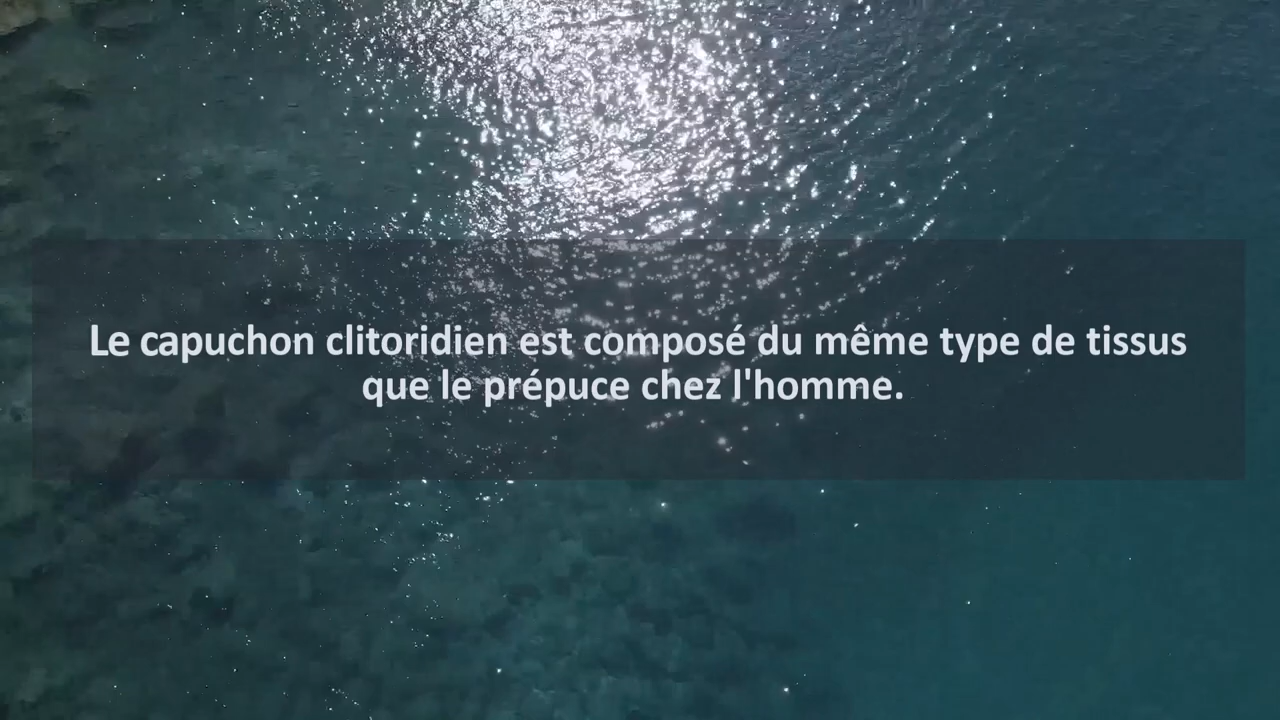 Le capuchon clitoridien est composé du même type de tissus
que le prépuce chez l'homme.